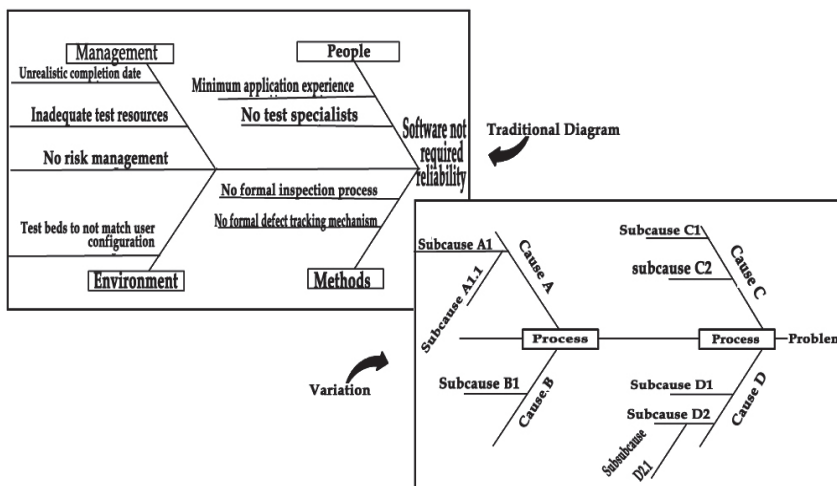 Management
People
Unrealistic completion date
Minimum application experience
Inadequate test resources
No test specialists
Software not
required
reliability
No risk management
No formal inspection process
No formal defect tracking mechanism
Test beds to not match user
configuration
Environment
Methods
Traditional Diagram
Variation
Subcause A1
Cause A
Subcause A1.1
Subcause C1
subcause C2
Cause C
Process
Process
Problem
Subcause B1
Cause.B
Subcause D1
Cause D
Subcause D2
Subsubcause
D2.1